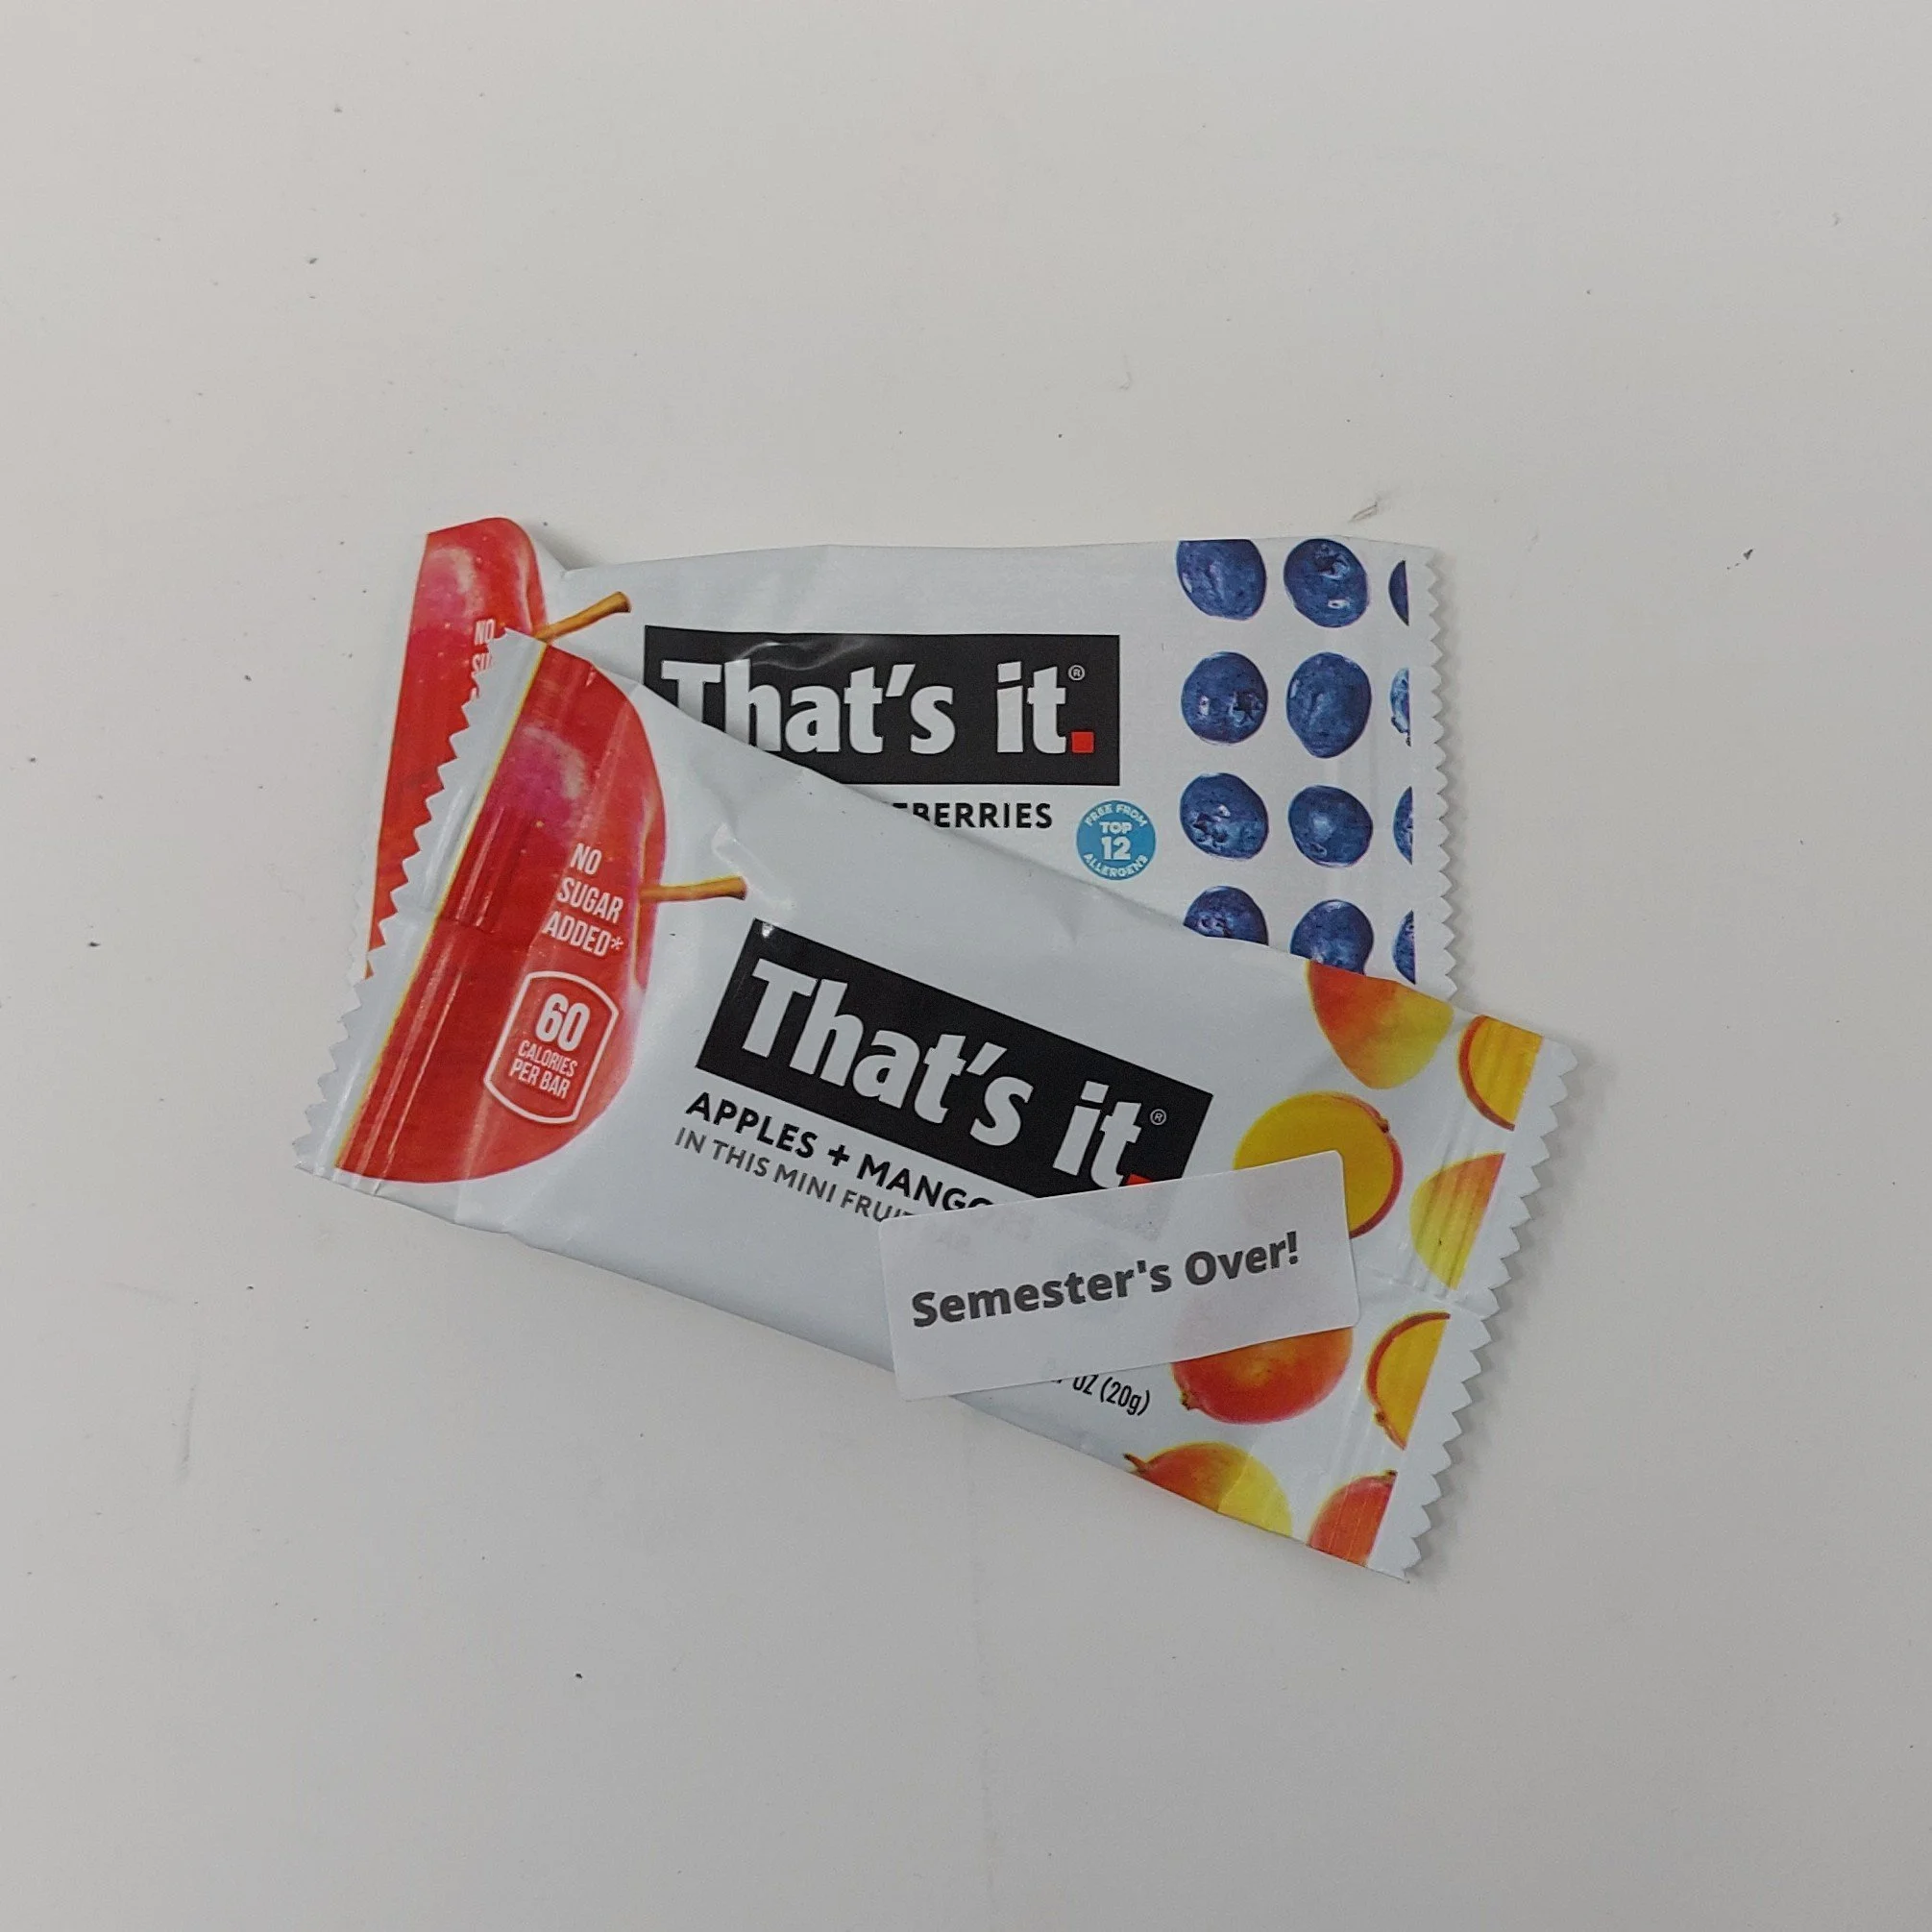 NO
That's it.®
EBERRIES
FREE FROM
TOP
12
ALLERGENS
NO
SUGAR
ADDED*
60
CALORIES
PER BAR
That's it.®
APPLES + MANGO
IN THIS MINI FRUIT
Semester's Over!
OZ (20g)